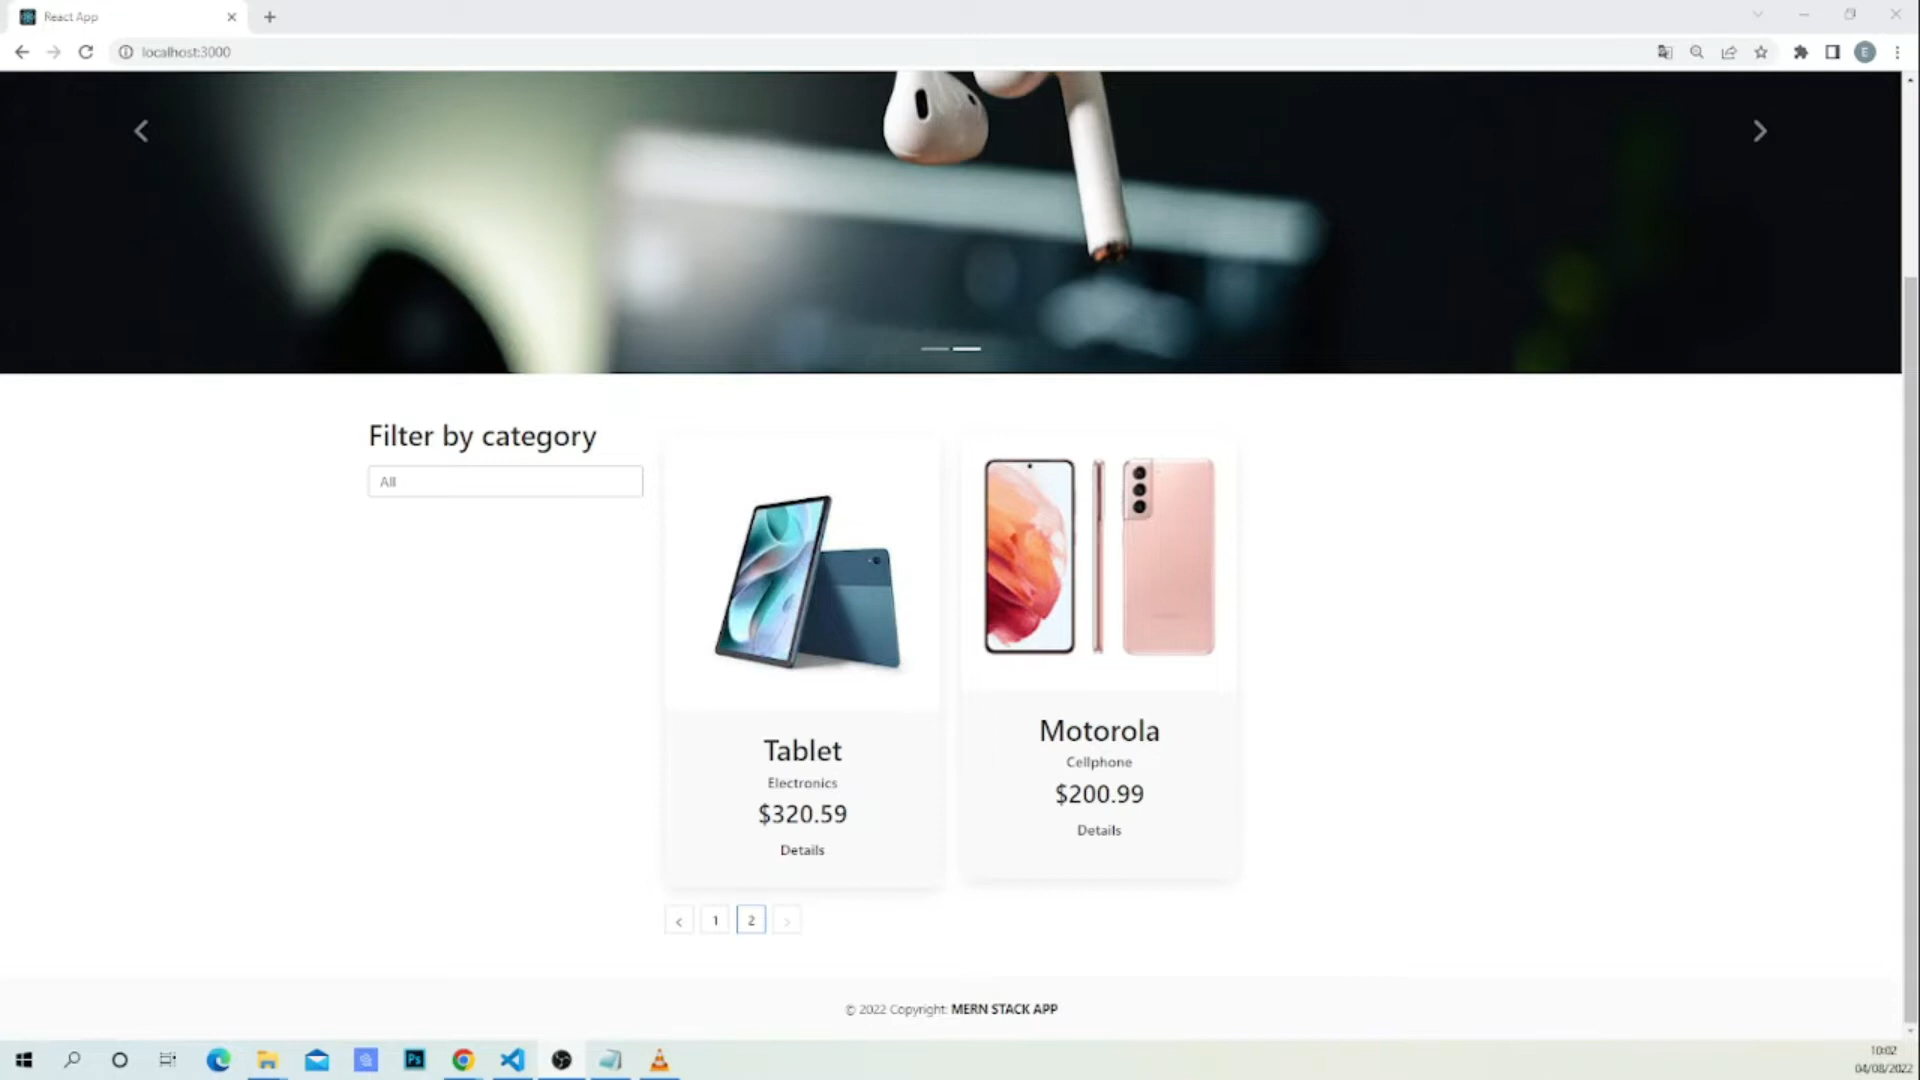 React App
localhost:3000
E
Filter by category
All
Tablet
Electronics
$320.59
Details
Motorola
Cellphone
$200.99
Details
< 1 2 >
© 2022 Copyright: MERN STACK APP
Ps
10:02
04/08/2022